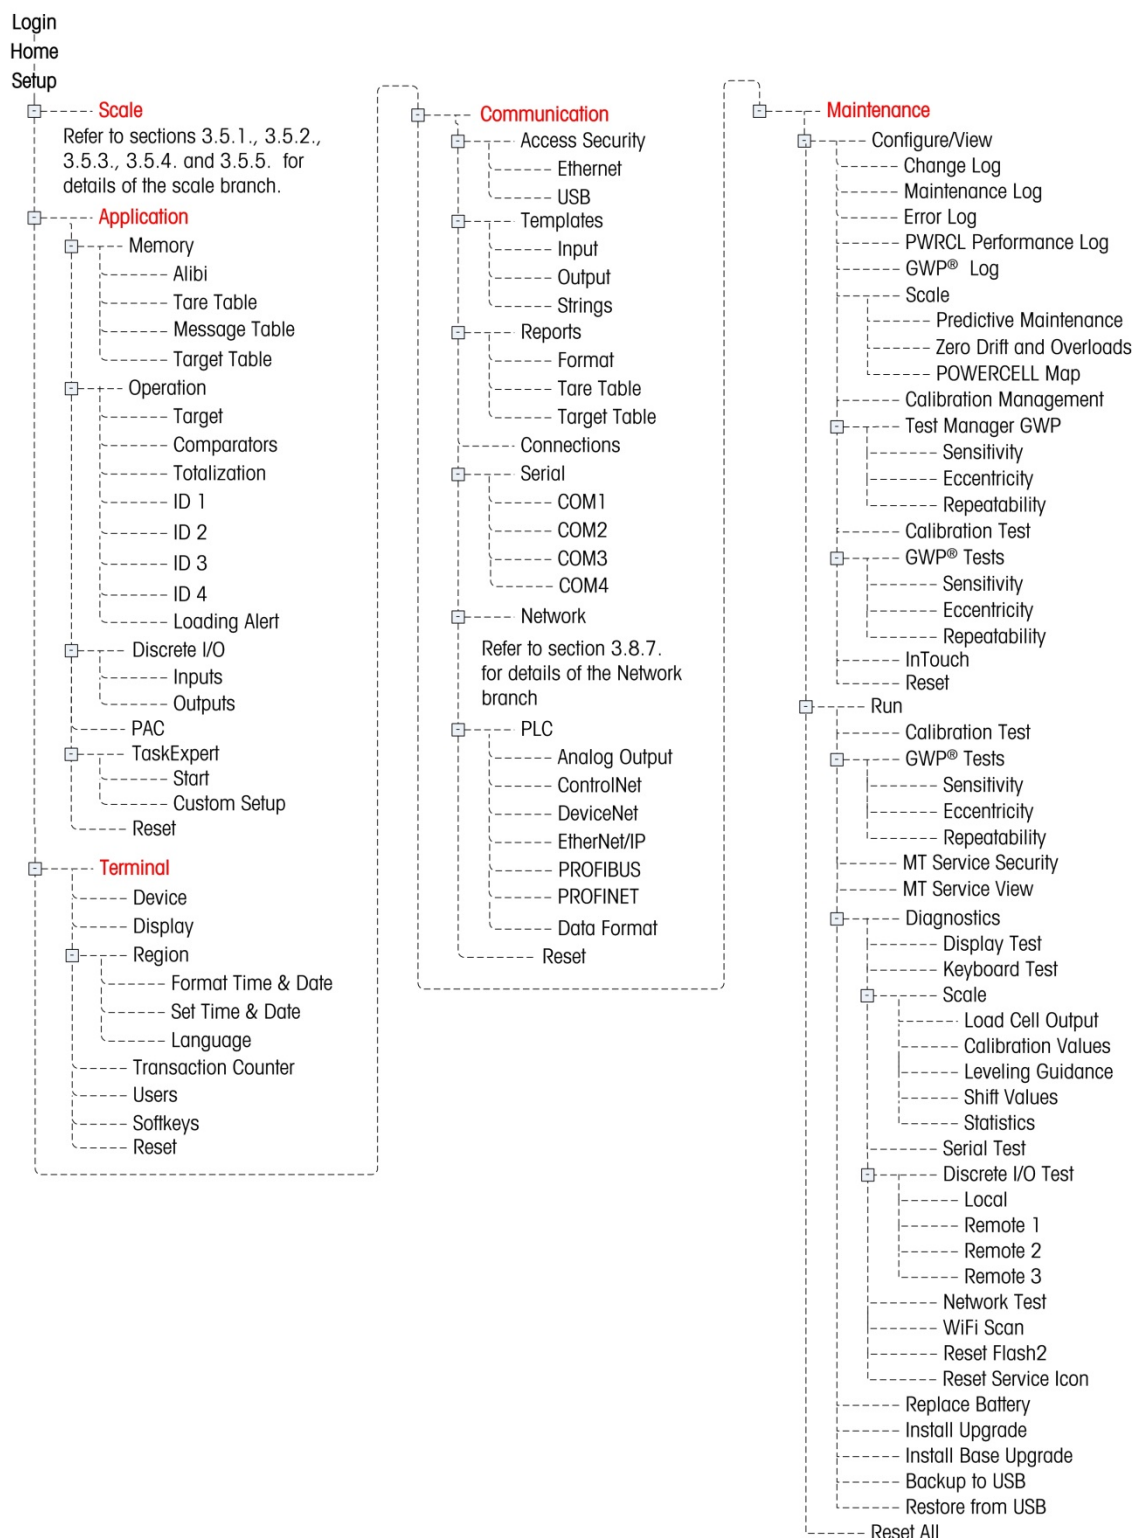 Login
Home
Setup
Scale
Refer to sections 3.5.1., 3.5.2.,
3.5.3., 3.5.4. and 3.5.5. for
details of the scale branch.
Application
Memory
Alibi
Tare Table
Message Table
Target Table
Operation
Target
Comparators
Totalization
ID 1
ID 2
ID 3
ID 4
Loading Alert
Discrete I/O
Inputs
Outputs
PAC
TaskExpert
Start
Custom Setup
Reset
Terminal
Device
Display
Region
Format Time & Date
Set Time & Date
Language
Transaction Counter
Users
Softkeys
Reset
Communication
Access Security
Ethernet
USB
Templates
Input
Output
Strings
Reports
Format
Tare Table
Target Table
Connections
Serial
COM1
COM2
COM3
COM4
Network
Refer to section 3.8.7.
for details of the Network
branch
PLC
Analog Output
ControlNet
DeviceNet
EtherNet/IP
PROFIBUS
PROFINET
Data Format
Reset
Maintenance
Configure/View
Change Log
Maintenance Log
Error Log
PWRCL Performance Log
GWP® Log
Scale
Predictive Maintenance
Zero Drift and Overloads
POWERCELL Map
Calibration Management
Test Manager GWP
Sensitivity
Eccentricity
Repeatability
Calibration Test
GWP® Tests
Sensitivity
Eccentricity
Repeatability
InTouch
Reset
Run
Calibration Test
GWP® Tests
Sensitivity
Eccentricity
Repeatability
MT Service Security
MT Service View
Diagnostics
Display Test
Keyboard Test
Scale
Load Cell Output
Calibration Values
Leveling Guidance
Shift Values
Statistics
Serial Test
Discrete I/O Test
Local
Remote 1
Remote 2
Remote 3
Network Test
WiFi Scan
Reset Flash2
Reset Service Icon
Replace Battery
Install Upgrade
Install Base Upgrade
Backup to USB
Restore from USB
Reset All